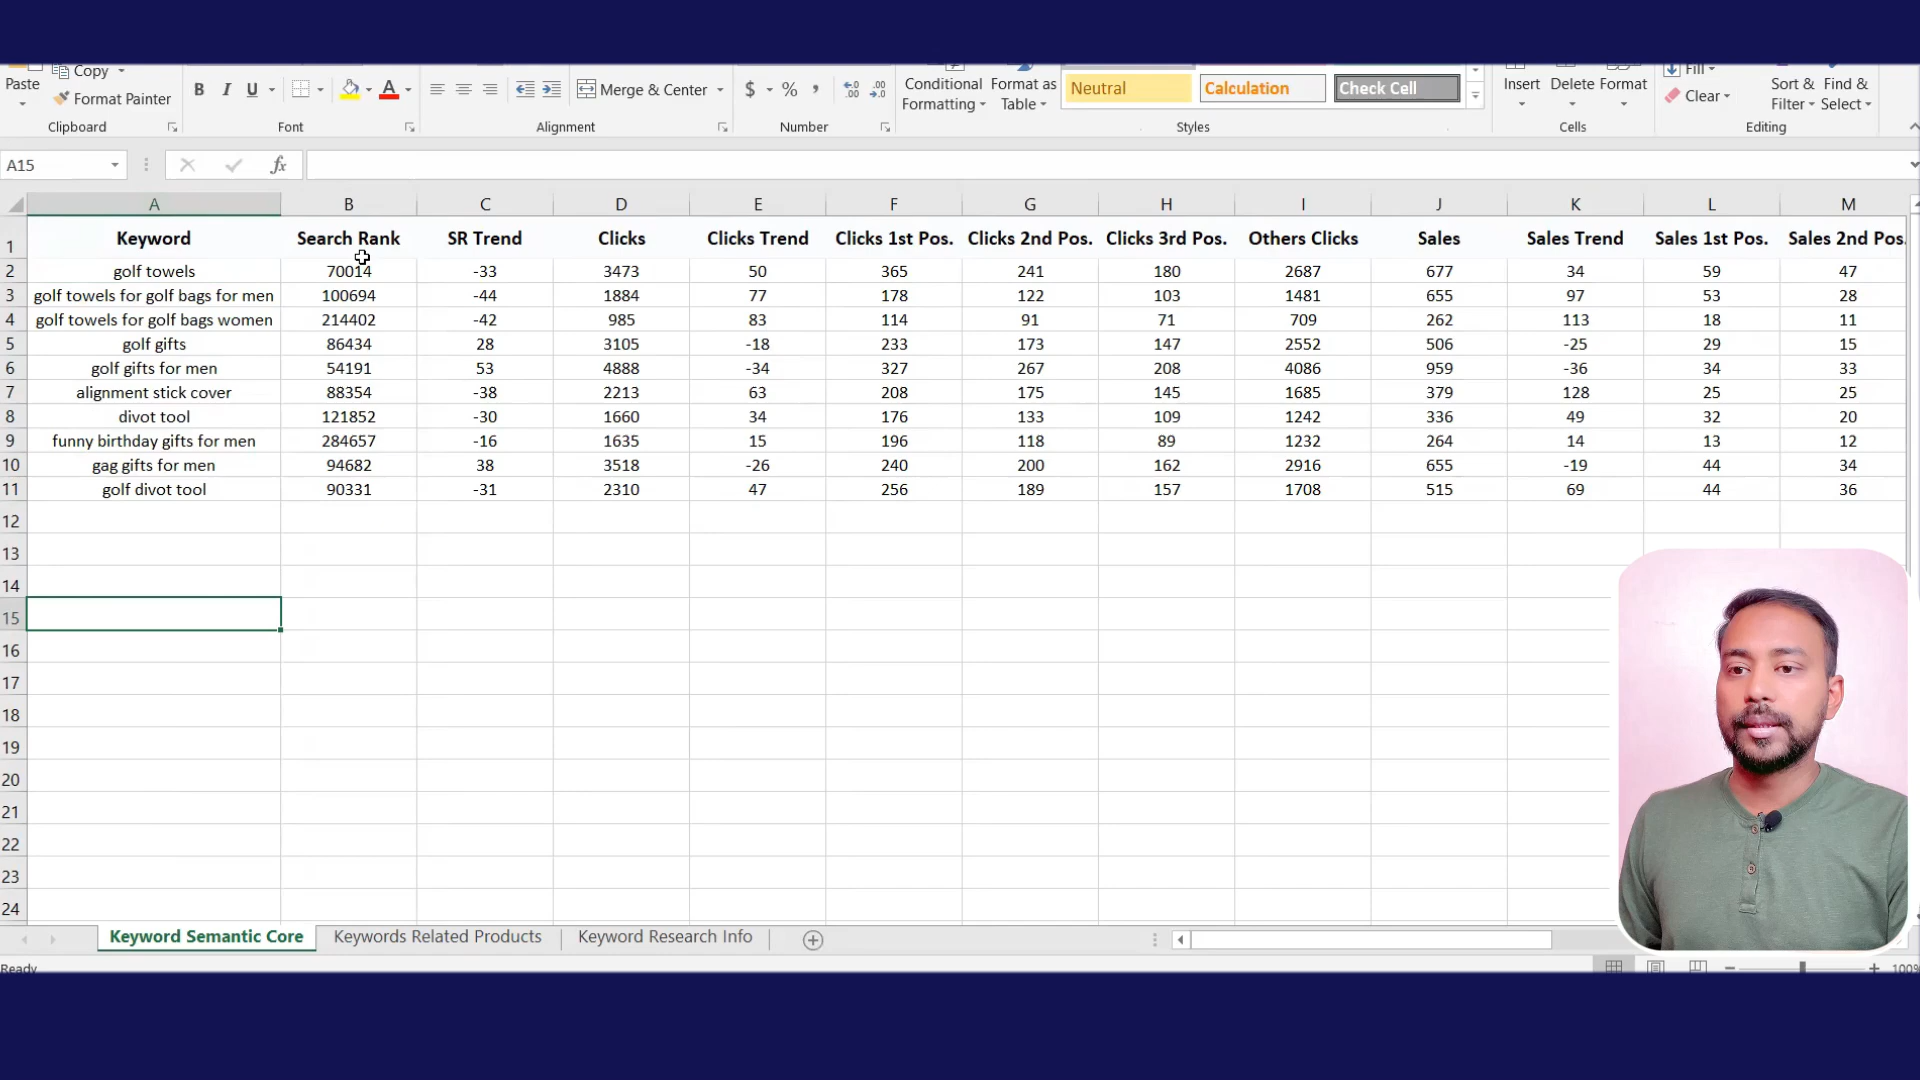 Copy
Paste
Format Painter
B I U A
Merge & Center
$ % ,
Conditional Formatting
Format as Table
Neutral
Calculation
Check Cell
Insert
Delete
Format
Fill
Clear
Sort & Filter
Find & Select
Clipboard
Font
Alignment
Number
Styles
Cells
Editing
A15
fx
A B C D E F G H I J K L M
1 Keyword Search Rank SR Trend Clicks Clicks Trend Clicks 1st Pos. Clicks 2nd Pos. Clicks 3rd Pos. Others Clicks Sales Sales Trend Sales 1st Pos. Sales 2nd Pos.
2 golf towels 70014 -33 3473 50 365 241 180 2687 677 34 59 47
3 golf towels for golf bags for men 100694 -44 1884 77 178 122 103 1481 655 97 53 28
4 golf towels for golf bags women 214402 -42 985 83 114 91 71 709 262 113 18 11
5 golf gifts 86434 28 3105 -18 233 173 147 2552 506 -25 29 15
6 golf gifts for men 54191 53 4888 -34 327 267 208 4086 959 -36 34 33
7 alignment stick cover 88354 -38 2213 63 208 175 145 1685 379 128 25 25
8 divot tool 121852 -30 1660 34 176 133 109 1242 336 49 32 20
9 funny birthday gifts for men 284657 -16 1635 15 196 118 89 1232 264 14 13 12
10 gag gifts for men 94682 38 3518 -26 240 200 162 2916 655 -19 44 34
11 golf divot tool 90331 -31 2310 47 256 189 157 1708 515 69 44 36
12
13
14
15
16
17
18
19
20
21
22
23
24
Keyword Semantic Core Keywords Related Products Keyword Research Info
Ready
100%